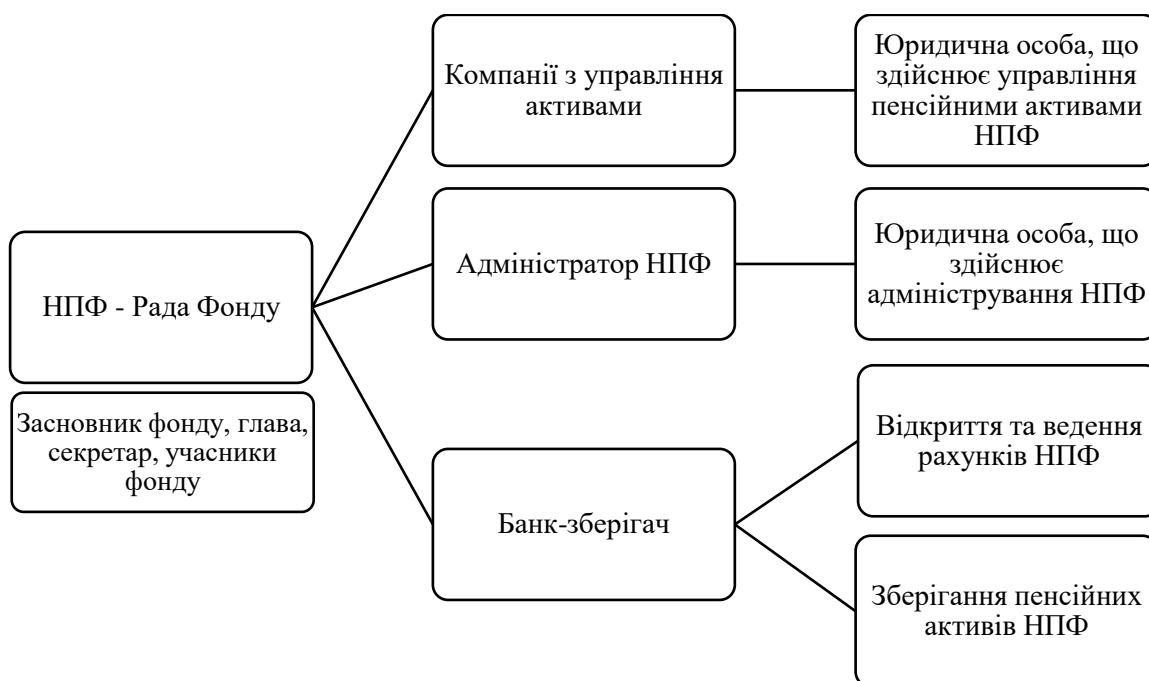 НПФ - Рада Фонду
Засновник фонду, глава,
секретар, учасники
фонду
Компанії з управління
активами
Адміністратор НПФ
Банк-зберігач
Юридична особа, що
здійснює управління
пенсійними активами
НПФ
Юридична особа, що
здійснює
адміністрування НПФ
Відкриття та ведення
рахунків НПФ
Зберігання пенсійних
активів НПФ